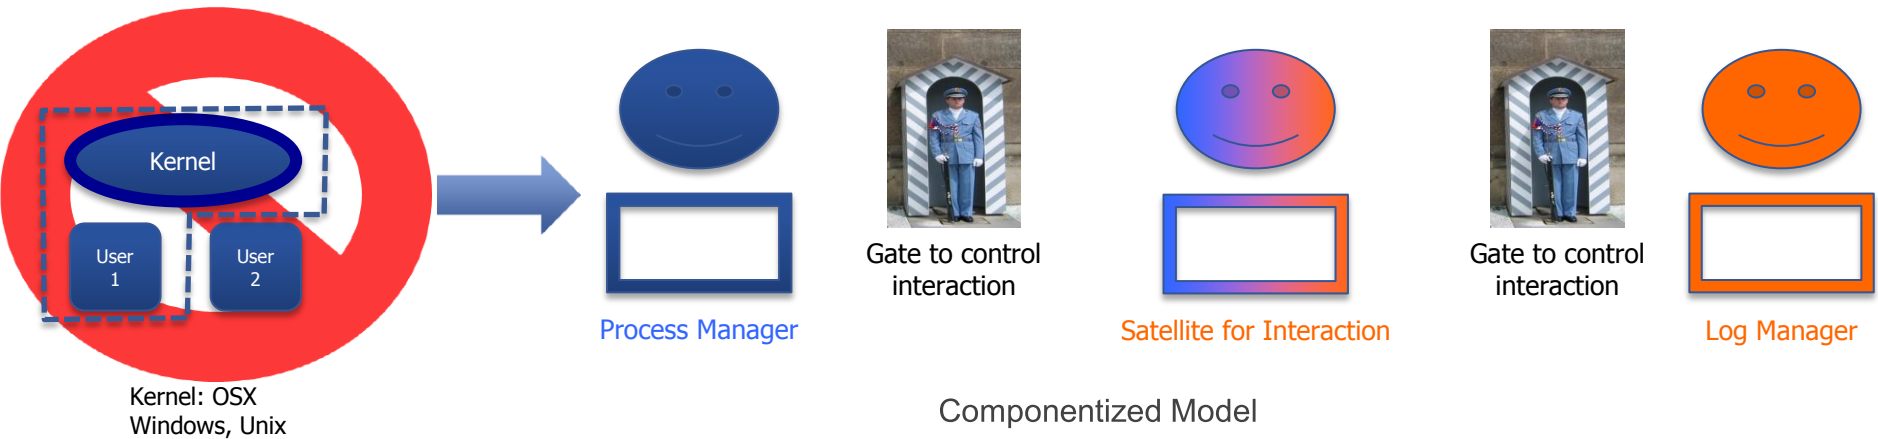 Kernel
User
1
User
2
Kernel: OSX
Windows, Unix
Process Manager
Gate to control
interaction
Satellite for Interaction
Gate to control
interaction
Log Manager
Componentized Model